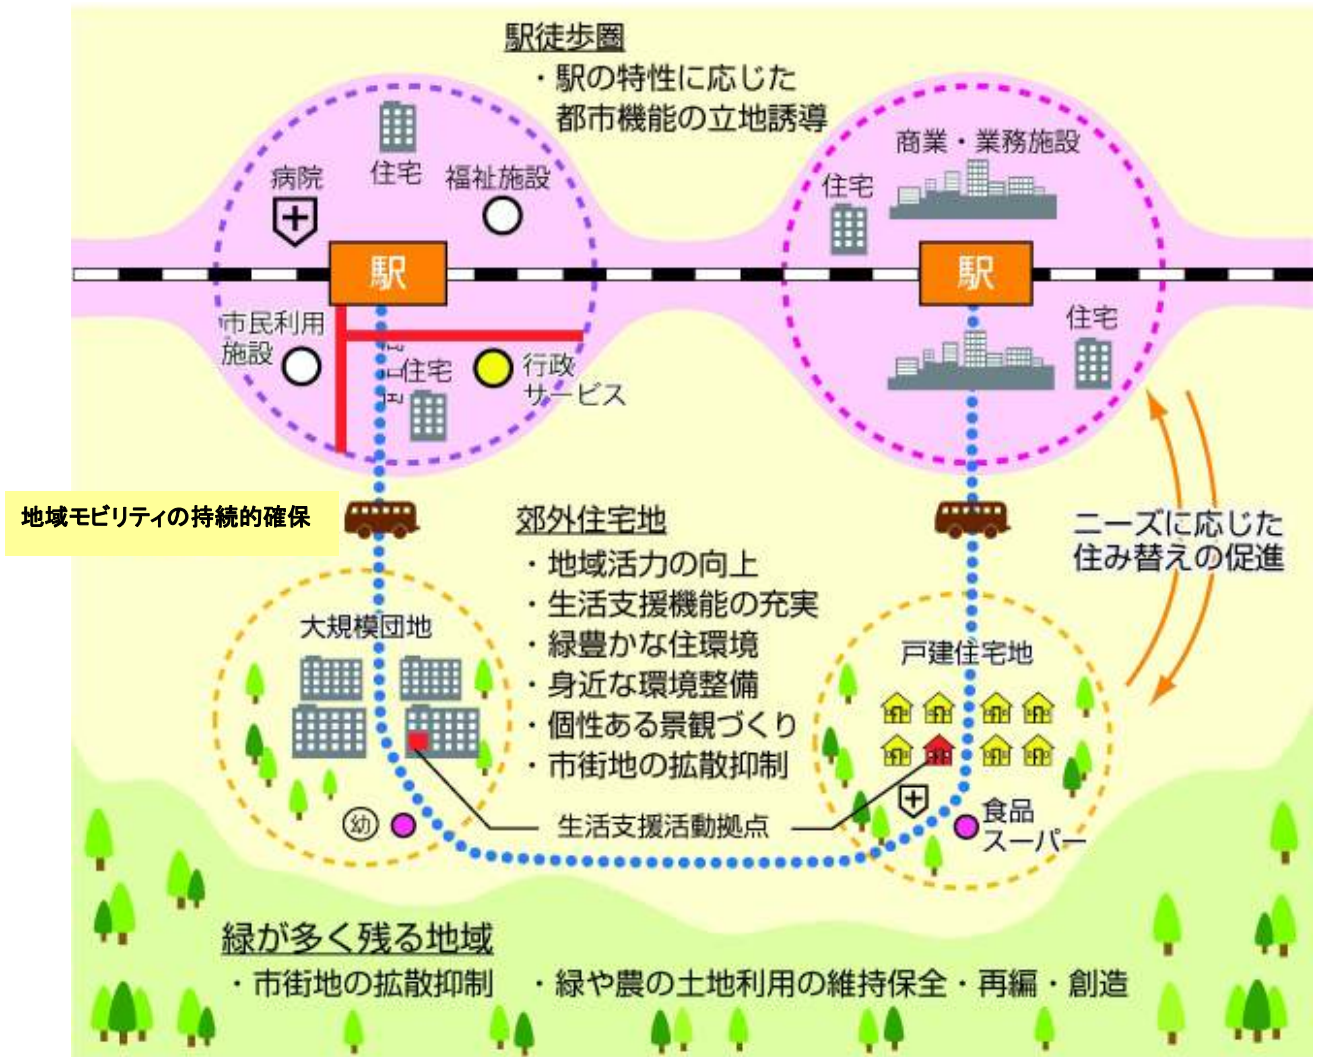 駅徒歩圏
・駅の特性に応じた
都市機能の立地誘導
住宅
病院
福祉施設
駅
市民利用
施設
住宅
行政
サービス
商業・業務施設
住宅
駅
住宅
地域モビリティの持続的確保
郊外住宅地
・地域活力の向上
・生活支援機能の充実
・緑豊かな住環境
・身近な環境整備
・個性ある景観づくり
・市街地の拡散抑制
ニーズに応じた
住み替えの促進
大規模団地
幼
戸建住宅地
生活支援活動拠点
食品
スーパー
緑が多く残る地域
・市街地の拡散抑制
・緑や農の土地利用の維持保全・再編・創造